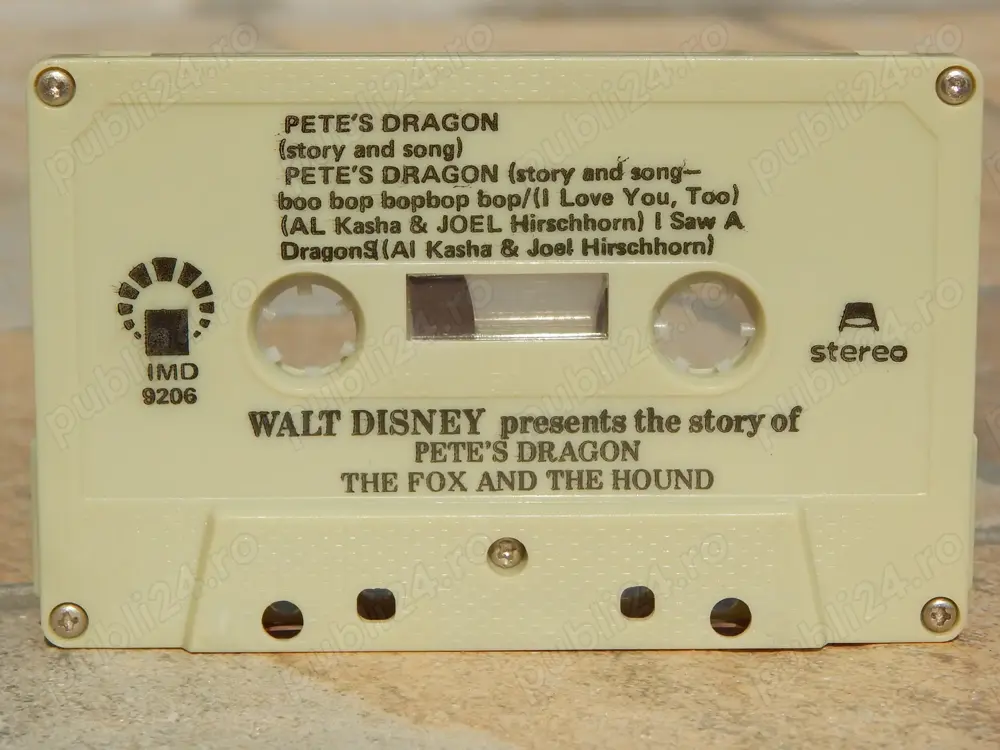 PETE'S DRAGON
(story and song)
PETE'S DRAGON (story and song—
boo bop bopbop bop/(I Love You, Too)
(AL Kasha & JOEL Hirschhorn) I Saw A
DragonS((Al Kasha & Joel Hirschhorn)
IMD
9206
A
stereo
WALT DISNEY presents the story of
PETE'S DRAGON
THE FOX AND THE HOUND
publi24.ro